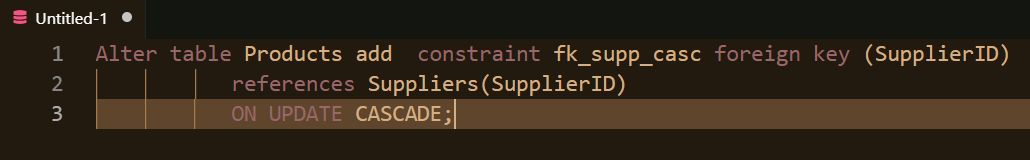 Untitled-1
1 Alter table Products add  constraint fk_supp_casc foreign key (SupplierID)
2 references Suppliers(SupplierID)
3 ON UPDATE CASCADE;